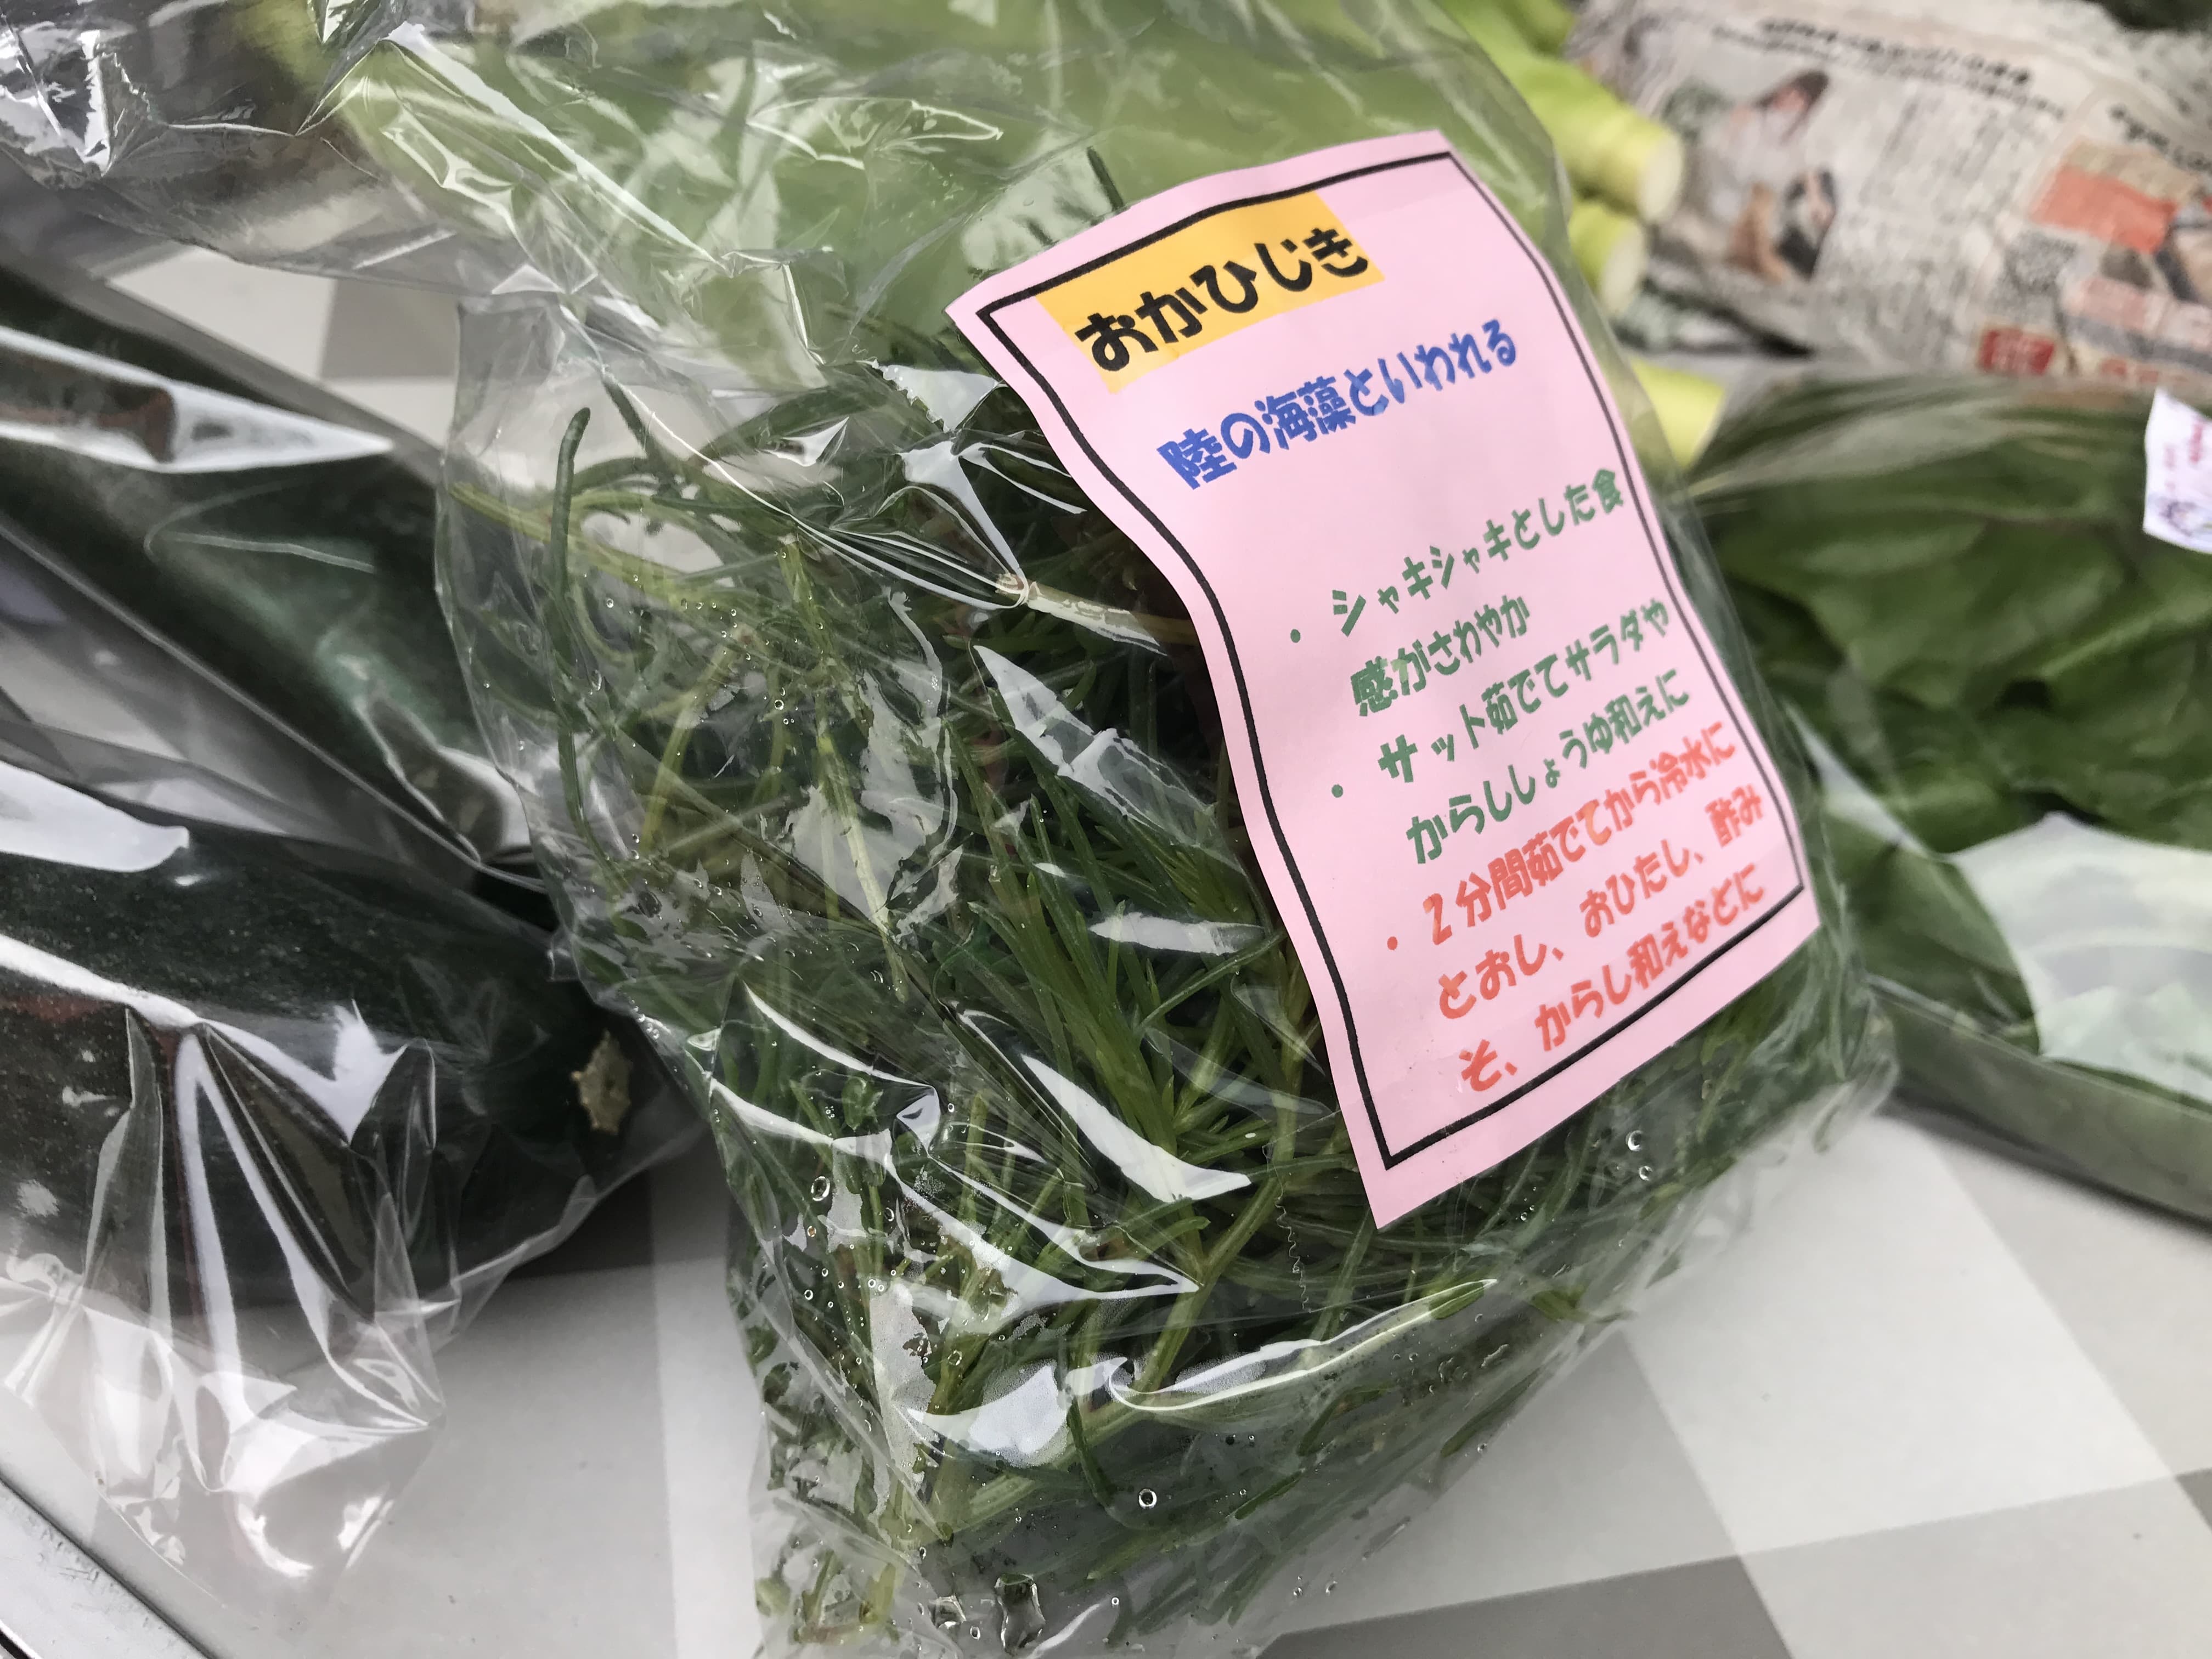 おかひじき
陸の海藻といわれる
・ シャキシャキとした食
感がさわやか
・ サット茹でてサラダや
からししょうゆ和えに
・ 2分間茹でてから冷水に
とおし、おひたし、酢み
そ、からし和えなどに